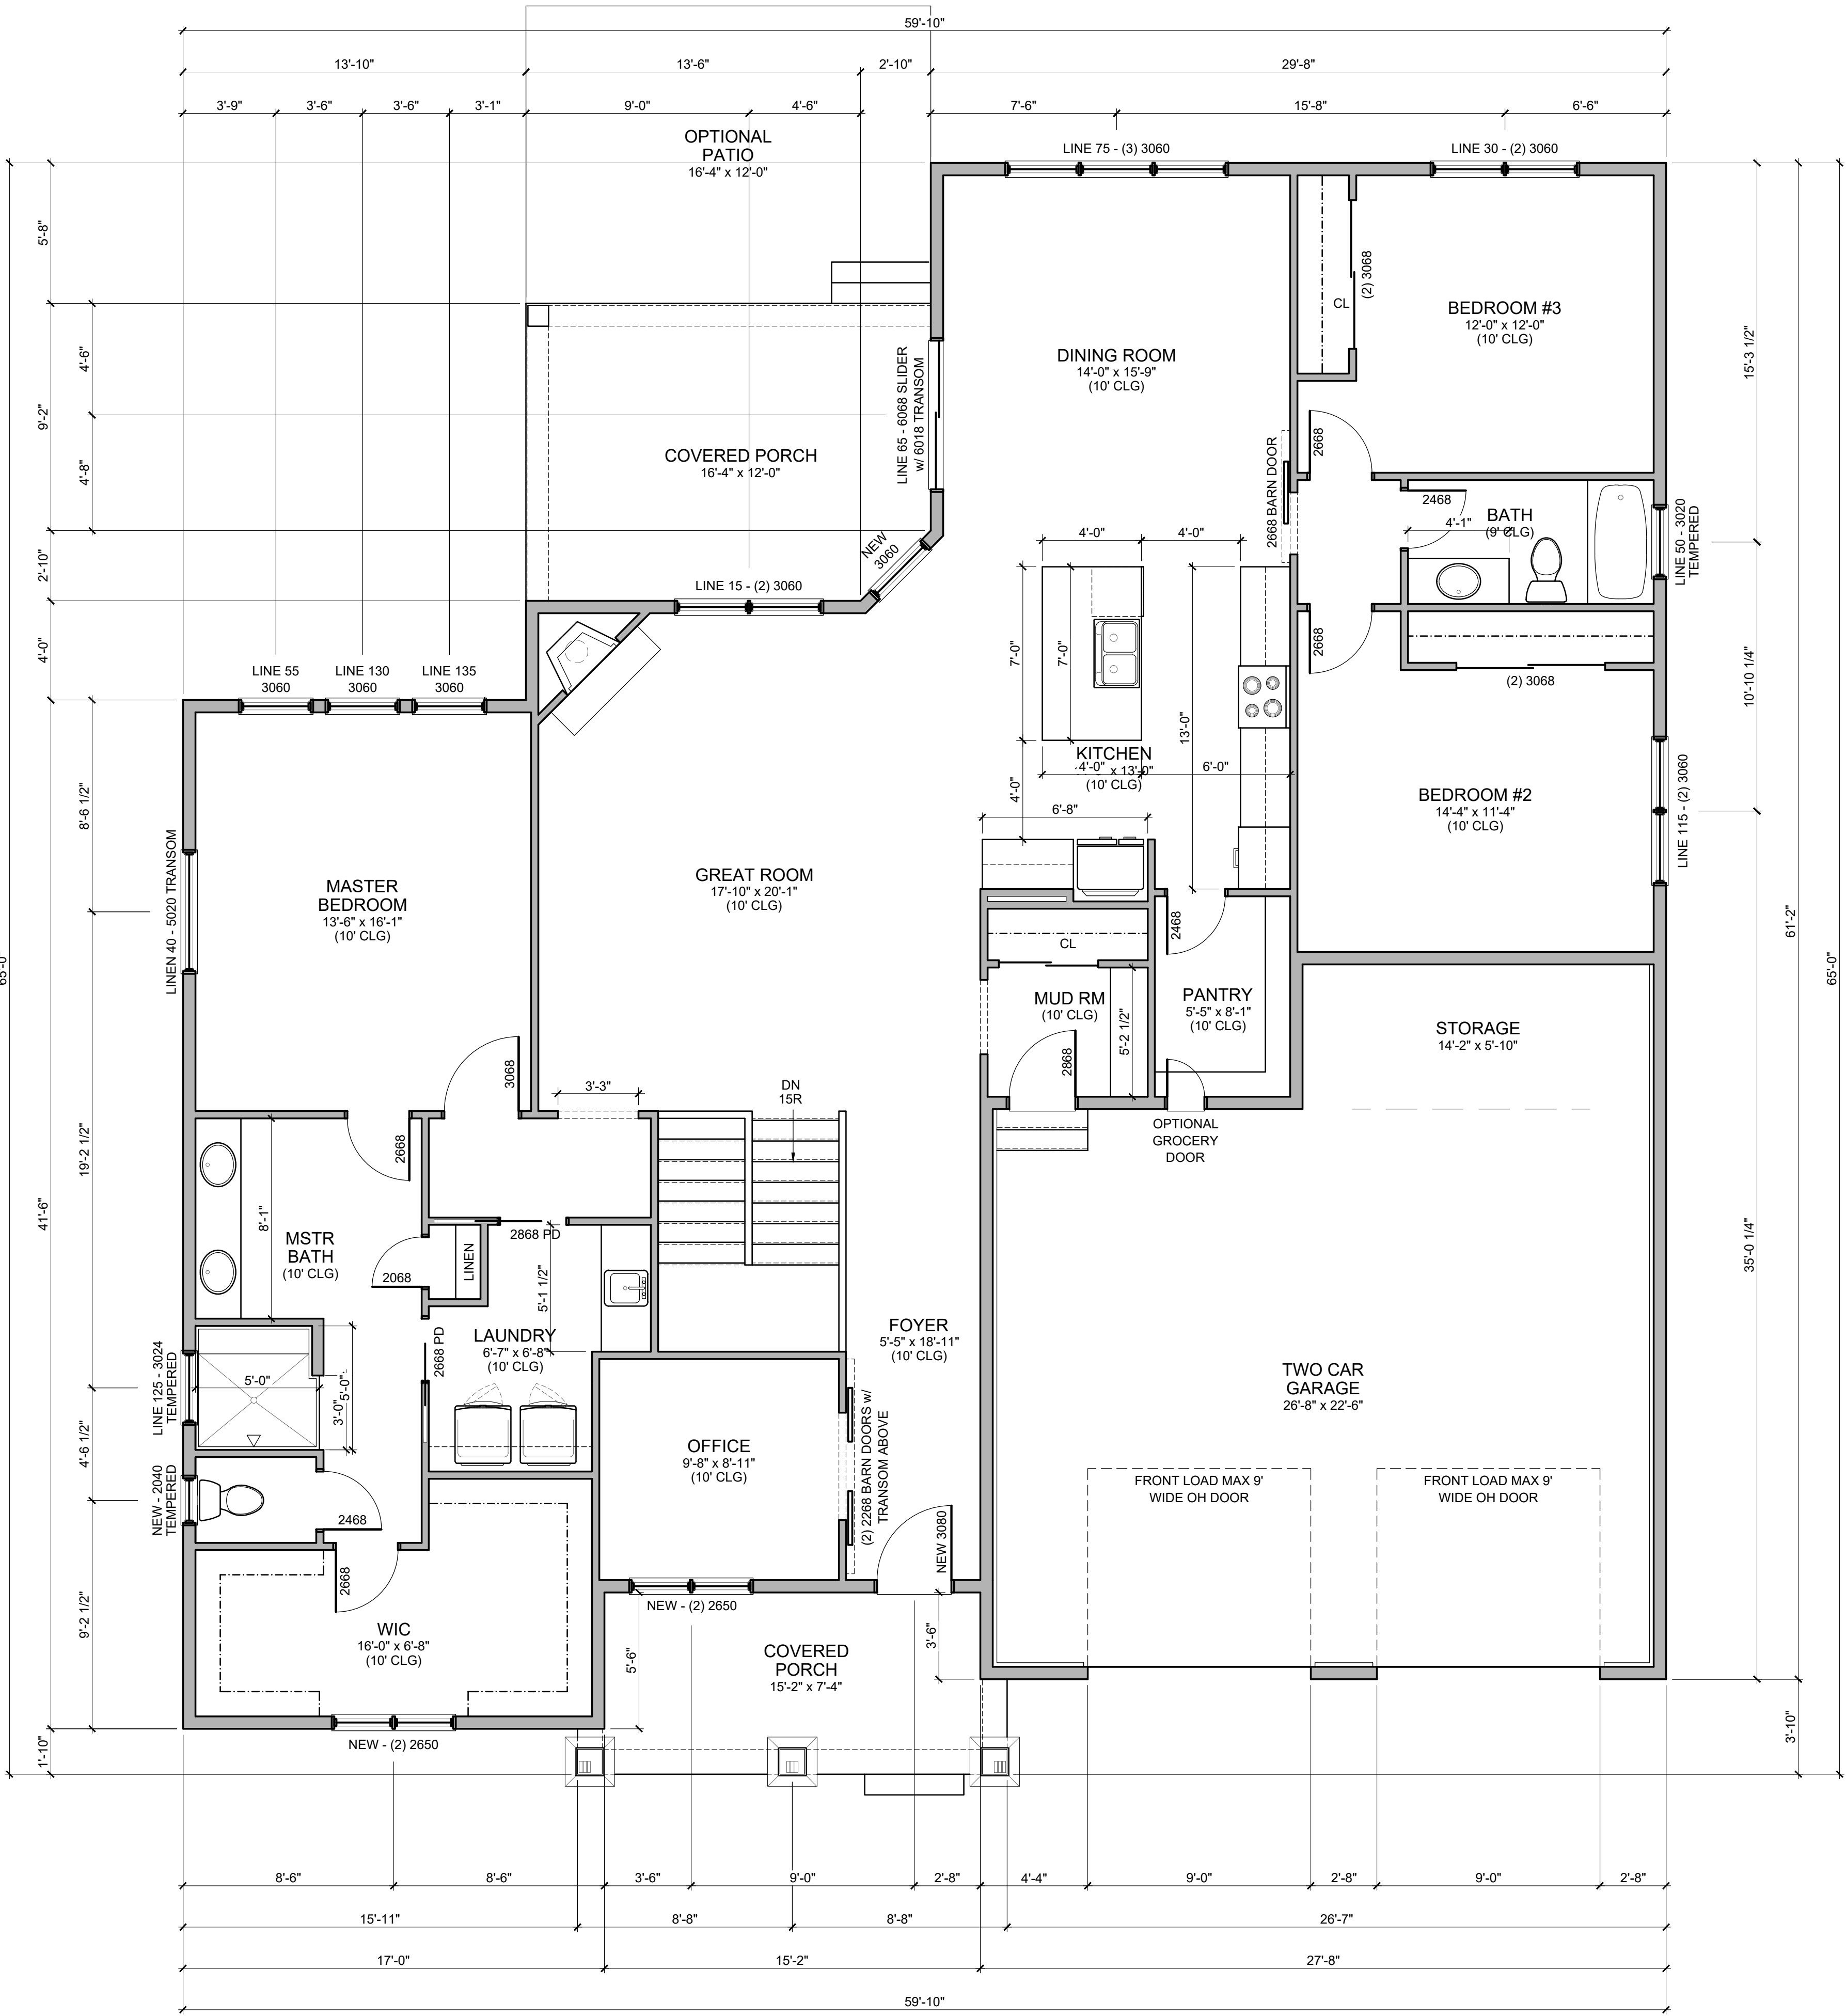 59'-10"
13'-10"
13'-6"
2'-10"
29'-8"
3'-9"
3'-6"
3'-6"
3'-1"
9'-0"
4'-6"
7'-6"
15'-8"
6'-6"
OPTIONAL
PATIO
16'-4" x 12'-0"
LINE 75 - (3) 3060
LINE 30 - (2) 3060
5'-8"
9'-2"
2'-10"
4'-0"
41'-6"
1'-10"
4'-6"
4'-8"
8'-6 1/2"
19'-2 1/2"
4'-6 1/2"
9'-2 1/2"
COVERED PORCH
16'-4" x 12'-0"
LINE 65 - 6068 SLIDER
w/ 6018 TRANSOM
NEW
3060
LINE 15 - (2) 3060
DINING ROOM
14'-0" x 15'-9"
(10' CLG)
CL
(2) 3068
BEDROOM #3
12'-0" x 12'-0"
(10' CLG)
2668
2668 BARN DOOR
2468
BATH
(9' CLG)
4'-1"
LINE 50 - 3020
TEMPERED
15'-3 1/2"
10'-10 1/4"
35'-0 1/4"
61'-2"
3'-10"
65'-0"
4'-0"
4'-0"
7'-0"
7'-0"
13'-0"
4'-0"
KITCHEN
x 13'-0"
(10' CLG)
4'-0"
6'-0"
6'-8"
2668
(2) 3068
BEDROOM #2
14'-4" x 11'-4"
(10' CLG)
LINE 115 - (2) 3060
LINE 55
3060
LINE 130
3060
LINE 135
3060
LINEN 40 - 5020 TRANSOM
MASTER
BEDROOM
13'-6" x 16'-1"
(10' CLG)
3068
GREAT ROOM
17'-10" x 20'-1"
(10' CLG)
3'-3"
DN
15R
CL
MUD RM
(10' CLG)
2868
5'-2 1/2"
2468
PANTRY
5'-5" x 8'-1"
(10' CLG)
OPTIONAL
GROCERY
DOOR
STORAGE
14'-2" x 5'-10"
2668
8'-1"
MSTR
BATH
(10' CLG)
2068
LINEN
2868 PD
5'-1 1/2"
LAUNDRY
6'-7" x 6'-8"
(10' CLG)
2668 PD
LINE 125 - 3024
TEMPERED
5'-0"
3'-0"
5'-0"
NEW - 2040
TEMPERED
2468
2668
WIC
16'-0" x 6'-8"
(10' CLG)
NEW - (2) 2650
OFFICE
9'-8" x 8'-11"
(10' CLG)
NEW - (2) 2650
FOYER
5'-5" x 18'-11"
(10' CLG)
(2) 2268 BARN DOORS w/
TRANSOM ABOVE
NEW 3080
5'-6"
3'-6"
COVERED
PORCH
15'-2" x 7'-4"
TWO CAR
GARAGE
26'-8" x 22'-6"
FRONT LOAD MAX 9'
WIDE OH DOOR
FRONT LOAD MAX 9'
WIDE OH DOOR
8'-6"
8'-6"
3'-6"
9'-0"
2'-8"
4'-4"
9'-0"
2'-8"
9'-0"
2'-8"
15'-11"
8'-8"
8'-8"
26'-7"
17'-0"
15'-2"
27'-8"
59'-10"